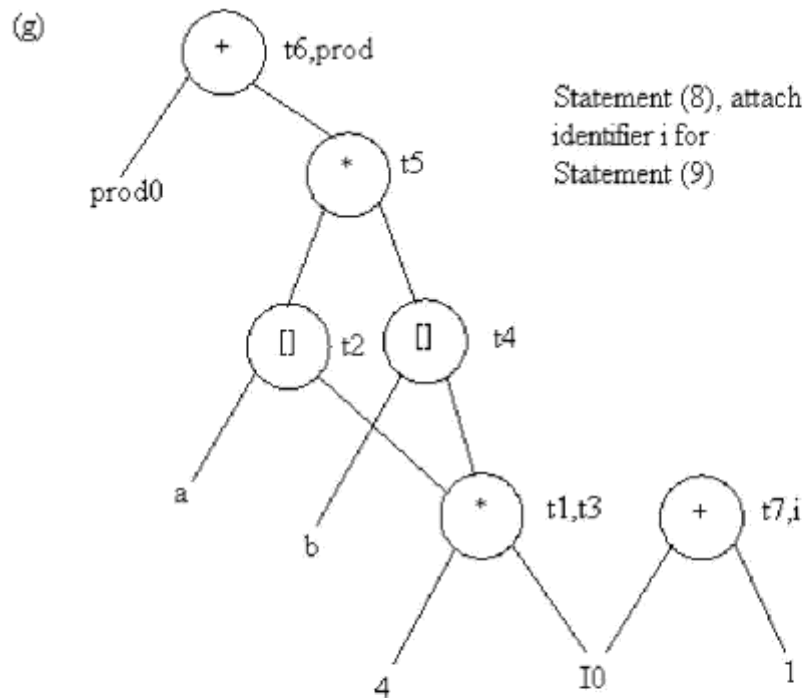 (g)
+
t6,prod
Statement (8), attach
identifier i for
Statement (9)
prod0
*
t5
[]
t2
[]
t4
a
b
*
t1,t3
+
t7,i
4
I0
1